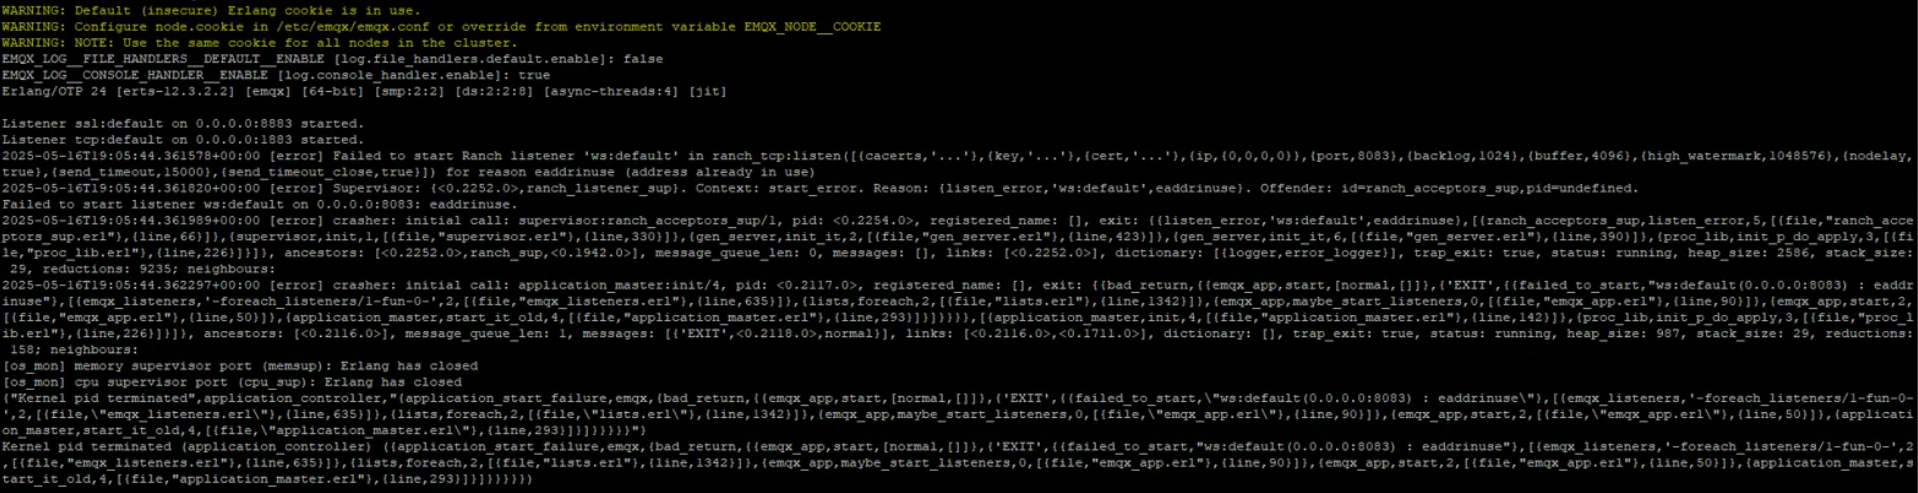 WARNING: Default (insecure) Erlang cookie is in use.
WARNING: Configure node.cookie in /etc/emqx/emqx.conf or override from environment variable EMQX_NODE__COOKIE
WARNING: NOTE: Use the same cookie for all nodes in the cluster.
EMQX_LOG__FILE_HANDLERS__DEFAULT__ENABLE [log.file_handlers.default.enable]: false
EMQX_LOG__CONSOLE_HANDLER__ENABLE [log.console_handler.enable]: true
Erlang/OTP 24 [erts-12.3.2.2] [emqx] [64-bit] [smp:2:2] [ds:2:2:8] [async-threads:4] [jit]
Listener ssl:default on 0.0.0.0:8883 started.
Listener tcp:default on 0.0.0.0:1883 started.
2025-05-16T19:05:44.361578+00:00 [error] Failed to start Ranch listener 'ws:default' in ranch_tcp:listen([{cacerts,'...'},{key,'...'},{cert,'...'},{ip,{0,0,0,0}},{port,8083},{backlog,1024},{buffer,4096},{high_watermark,1048576},{nodelay,
true},{send_timeout,15000},{send_timeout_close,true}]) for reason eaddrinuse (address already in use)
2025-05-16T19:05:44.361820+00:00 [error] Supervisor: {<0.2252.0>,ranch_listener_sup}. Context: start_error. Reason: {listen_error,'ws:default',eaddrinuse}. Offender: id=ranch_acceptors_sup,pid=undefined.
Failed to start listener ws:default on 0.0.0.0:8083: eaddrinuse.
2025-05-16T19:05:44.361989+00:00 [error] crasher: initial call: supervisor:ranch_acceptors_sup/1, pid: <0.2254.0>, registered_name: [], exit: {{listen_error,'ws:default',eaddrinuse},[{ranch_acceptors_sup,listen_error,5,[{file,"ranch_acce
ptors_sup.erl"},{line,66}]},{supervisor,init,1,[{file,"supervisor.erl"},{line,330}]},{gen_server,init_it,2,[{file,"gen_server.erl"},{line,423}]},{gen_server,init_it,6,[{file,"gen_server.erl"},{line,390}]},{proc_lib,init_p_do_apply,3,[{fi
le,"proc_lib.erl"},{line,226}]}]}, ancestors: [<0.2252.0>,ranch_sup,<0.1942.0>], message_queue_len: 0, messages: [], links: [<0.2252.0>], dictionary: [{logger,error_logger}], trap_exit: true, status: running, heap_size: 2586, stack_size:
 29, reductions: 9235; neighbours:
2025-05-16T19:05:44.362297+00:00 [error] crasher: initial call: application_master:init/4, pid: <0.2117.0>, registered_name: [], exit: {{bad_return,{{emqx_app,start,[normal,[]]},{'EXIT',{{failed_to_start,"ws:default(0.0.0.0:8083) : eaddr
inuse"},[{emqx_listeners,'-foreach_listeners/1-fun-0-',2,[{file,"emqx_listeners.erl"},{line,635}]},{lists,foreach,2,[{file,"lists.erl"},{line,1342}]},{emqx_app,maybe_start_listeners,0,[{file,"emqx_app.erl"},{line,90}]},{emqx_app,start,2,
[{file,"emqx_app.erl"},{line,50}]},{application_master,start_it_old,4,[{file,"application_master.erl"},{line,293}]}]}}}},[{application_master,init,4,[{file,"application_master.erl"},{line,142}]},{proc_lib,init_p_do_apply,3,[{file,"proc_l
ib.erl"},{line,226}]}]}, ancestors: [<0.2116.0>], message_queue_len: 1, messages: [{'EXIT',<0.2118.0>,normal}], links: [<0.2116.0>,<0.1711.0>], dictionary: [], trap_exit: true, status: running, heap_size: 987, stack_size: 29, reductions:
 158; neighbours:
[os_mon] memory supervisor port (memsup): Erlang has closed
[os_mon] cpu supervisor port (cpu_sup): Erlang has closed
{"Kernel pid terminated",application_controller,"{application_start_failure,emqx,{bad_return,{{emqx_app,start,[normal,[]]},{'EXIT',{{failed_to_start,\"ws:default(0.0.0.0:8083) : eaddrinuse\"},[{emqx_listeners,'-foreach_listeners/1-fun-0-
',2,[{file,\"emqx_listeners.erl\"},{line,635}]},{lists,foreach,2,[{file,\"lists.erl\"},{line,1342}]},{emqx_app,maybe_start_listeners,0,[{file,\"emqx_app.erl\"},{line,90}]},{emqx_app,start,2,[{file,\"emqx_app.erl\"},{line,50}]},{applicati
on_master,start_it_old,4,[{file,\"application_master.erl\"},{line,293}]}]}}}}}"}
Kernel pid terminated (application_controller) ({application_start_failure,emqx,{bad_return,{{emqx_app,start,[normal,[]]},{'EXIT',{{failed_to_start,"ws:default(0.0.0.0:8083) : eaddrinuse"},[{emqx_listeners,'-foreach_listeners/1-fun-0-',2
,[{file,"emqx_listeners.erl"},{line,635}]},{lists,foreach,2,[{file,"lists.erl"},{line,1342}]},{emqx_app,maybe_start_listeners,0,[{file,"emqx_app.erl"},{line,90}]},{emqx_app,start,2,[{file,"emqx_app.erl"},{line,50}]},{application_master,s
tart_it_old,4,[{file,"application_master.erl"},{line,293}]}]}}}}})